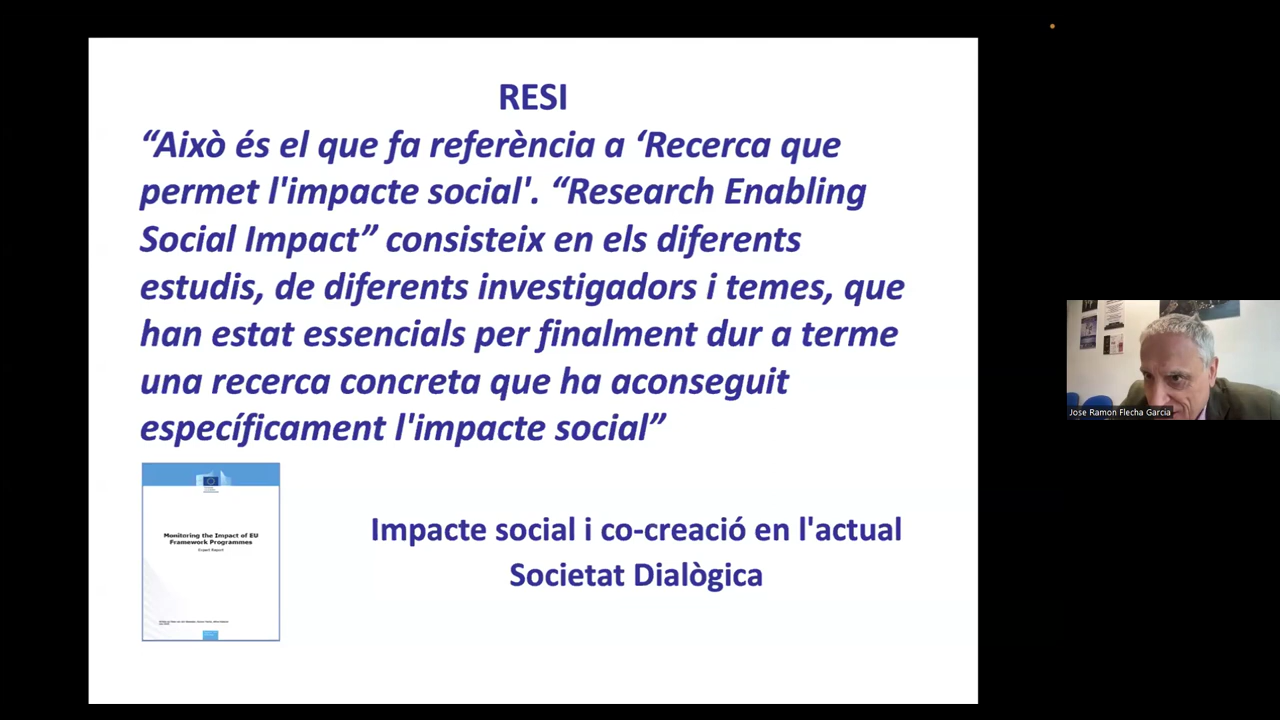 RESI
“Això és el que fa referència a ‘Recerca que
permet l'impacte social'. “Research Enabling
Social Impact” consisteix en els diferents
estudis, de diferents investigadors i temes, que
han estat essencials per finalment dur a terme
una recerca concreta que ha aconseguit
específicament l'impacte social”
Monitoring the Impact of EU
Framework Programmes
Expert Report
Impacte social i co-creació en l'actual
Societat Dialògica
Jose Ramon Flecha Garcia